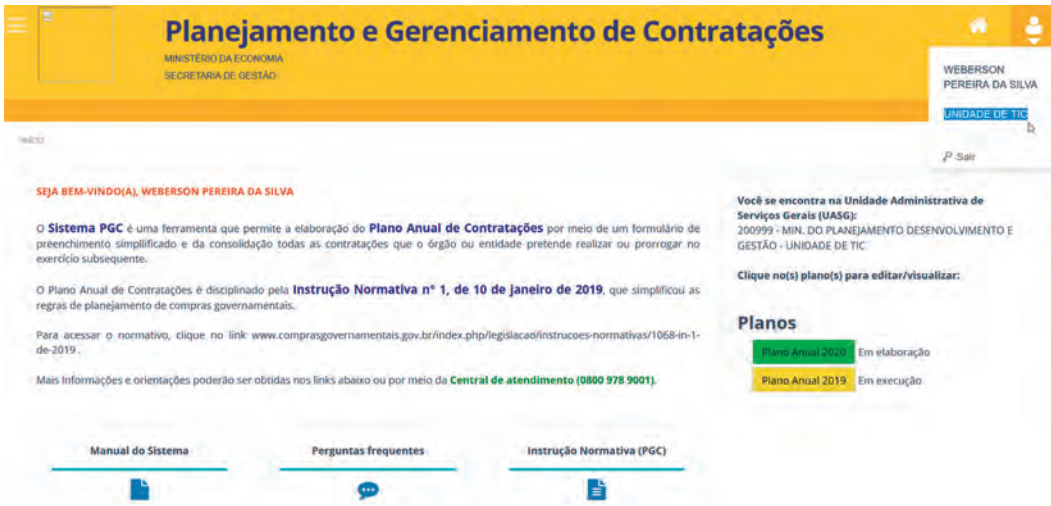 Planejamento e Gerenciamento de Contratações
MINISTÉRIO DA ECONOMIA
SECRETARIA DE GESTÃO
WEBERSON
PEREIRA DA SILVA
UNIDADE DE TIC
Sair
INÍCIO
SEJA BEM-VINDO(A), WEBERSON PEREIRA DA SILVA
O Sistema PGC é uma ferramenta que permite a elaboração do Plano Anual de Contratações por meio de um formulário de
preenchimento simplificado e da consolidação todas as contratações que o órgão ou entidade pretende realizar ou prorrogar no
exercício subsequente.
O Plano Anual de Contratações é disciplinado pela Instrução Normativa nº 1, de 10 de janeiro de 2019, que simplificou as
regras de planejamento de compras governamentais.
Para acessar o normativo, clique no link www.comprasgovernamentais.gov.br/index.php/legislacao/instrucoes-normativas/1068-in-1-
de-2019 .
Mais Informações e orientações poderão ser obtidas nos links abaixo ou por meio da Central de atendimento (0800 978 9001).
Manual do Sistema
Perguntas frequentes
Instrução Normativa (PGC)
Você se encontra na Unidade Administrativa de
Serviços Gerais (UASG):
200999 - MIN. DO PLANEJAMENTO DESENVOLVIMENTO E
GESTÃO - UNIDADE DE TIC
Clique no(s) plano(s) para editar/visualizar:
Planos
Plano Anual 2020 Em elaboração
Plano Anual 2019 Em execução